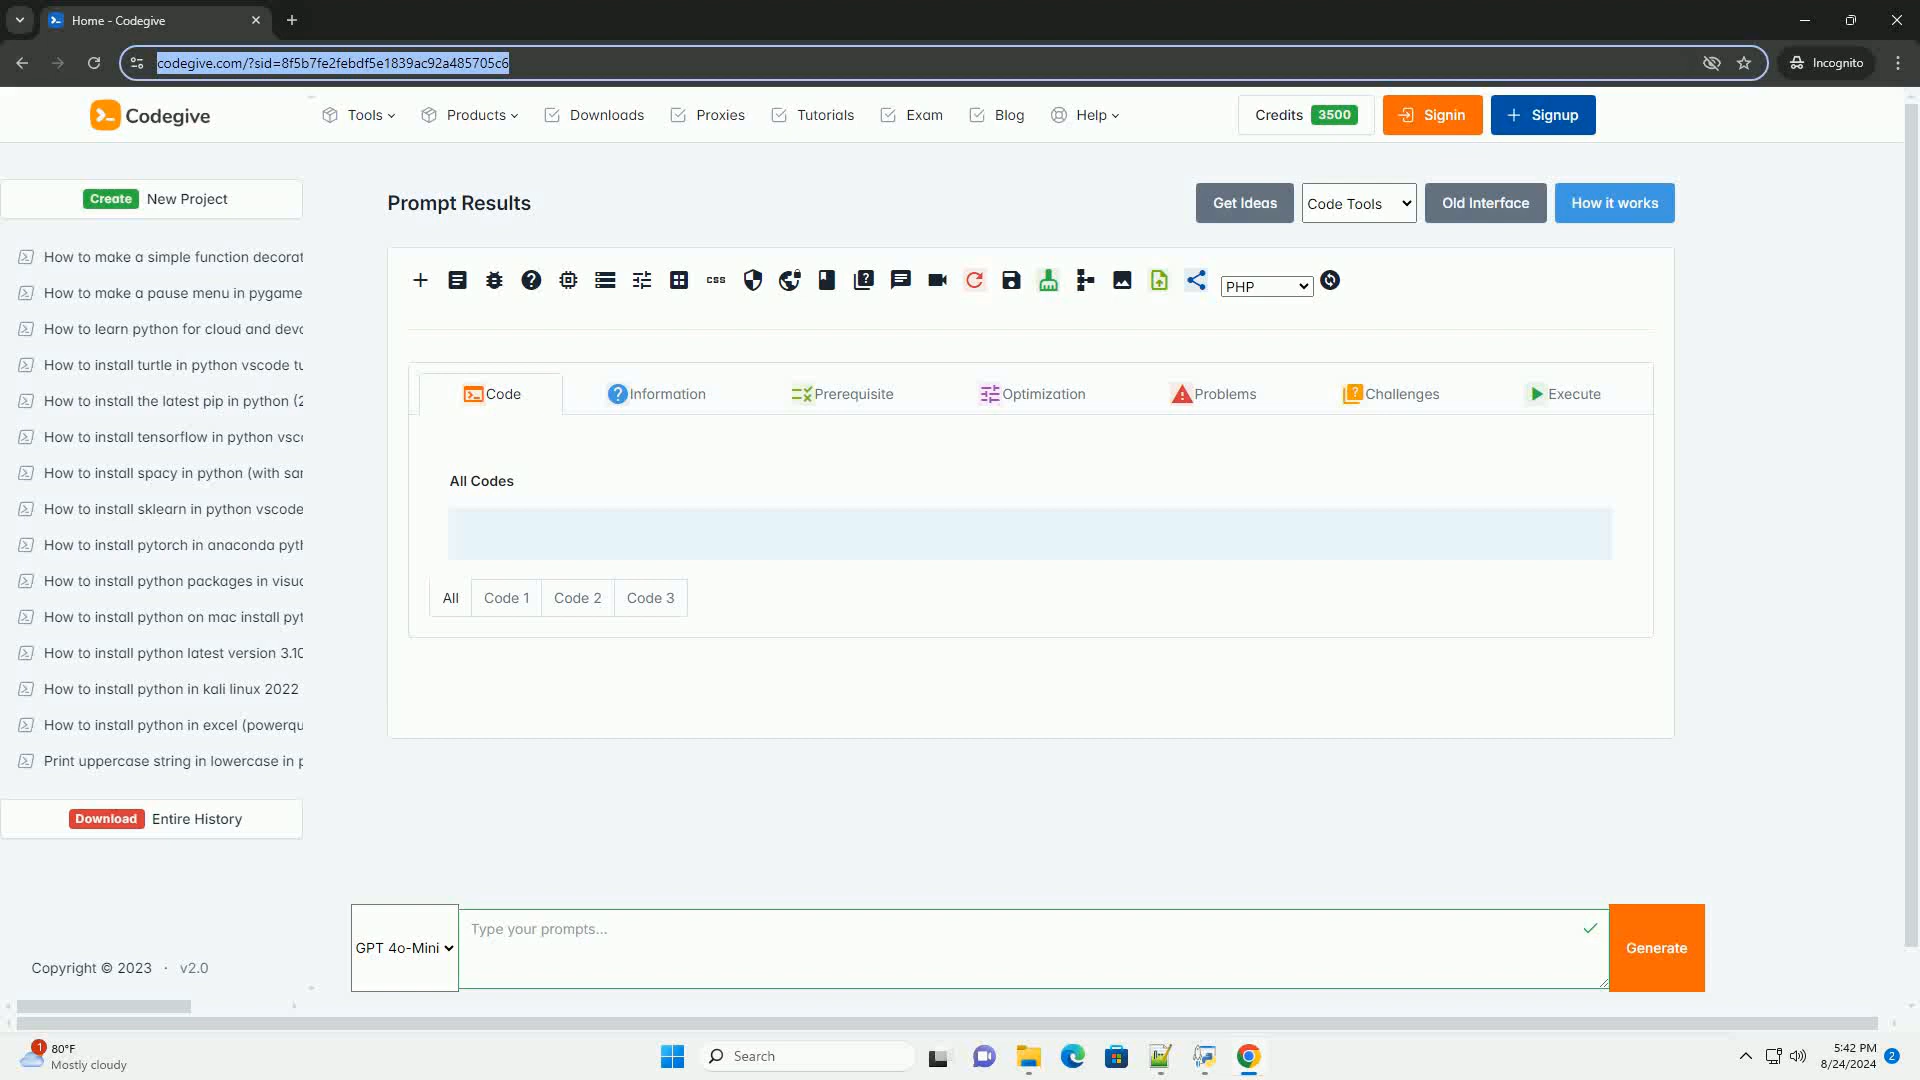 Home - Codegive
codegive.com/?sid=8f5b7fe2febdf5e1839ac92a485705c6
Incognito
Codegive
Tools
Products
Downloads
Proxies
Tutorials
Exam
Blog
Help
Credits 3500
Signin
Signup
Create New Project
How to make a simple function decorat
How to make a pause menu in pygame
How to learn python for cloud and devo
How to install turtle in python vscode tu
How to install the latest pip in python (2
How to install tensorflow in python vsc
How to install spacy in python (with sar
How to install sklearn in python vscode
How to install pytorch in anaconda pyth
How to install python packages in visuc
How to install python on mac install pyt
How to install python latest version 3.10
How to install python in kali linux 2022
How to install python in excel (powerqu
Print uppercase string in lowercase in p
Download Entire History
Copyright © 2023 · v2.0
Prompt Results
Get Ideas
Code Tools
Old Interface
How it works
css
PHP
Code
Information
Prerequisite
Optimization
Problems
Challenges
Execute
All Codes
All
Code 1
Code 2
Code 3
GPT 4o-Mini
Type your prompts...
Generate
1
80°F
Mostly cloudy
Search
5:42 PM
8/24/2024
2